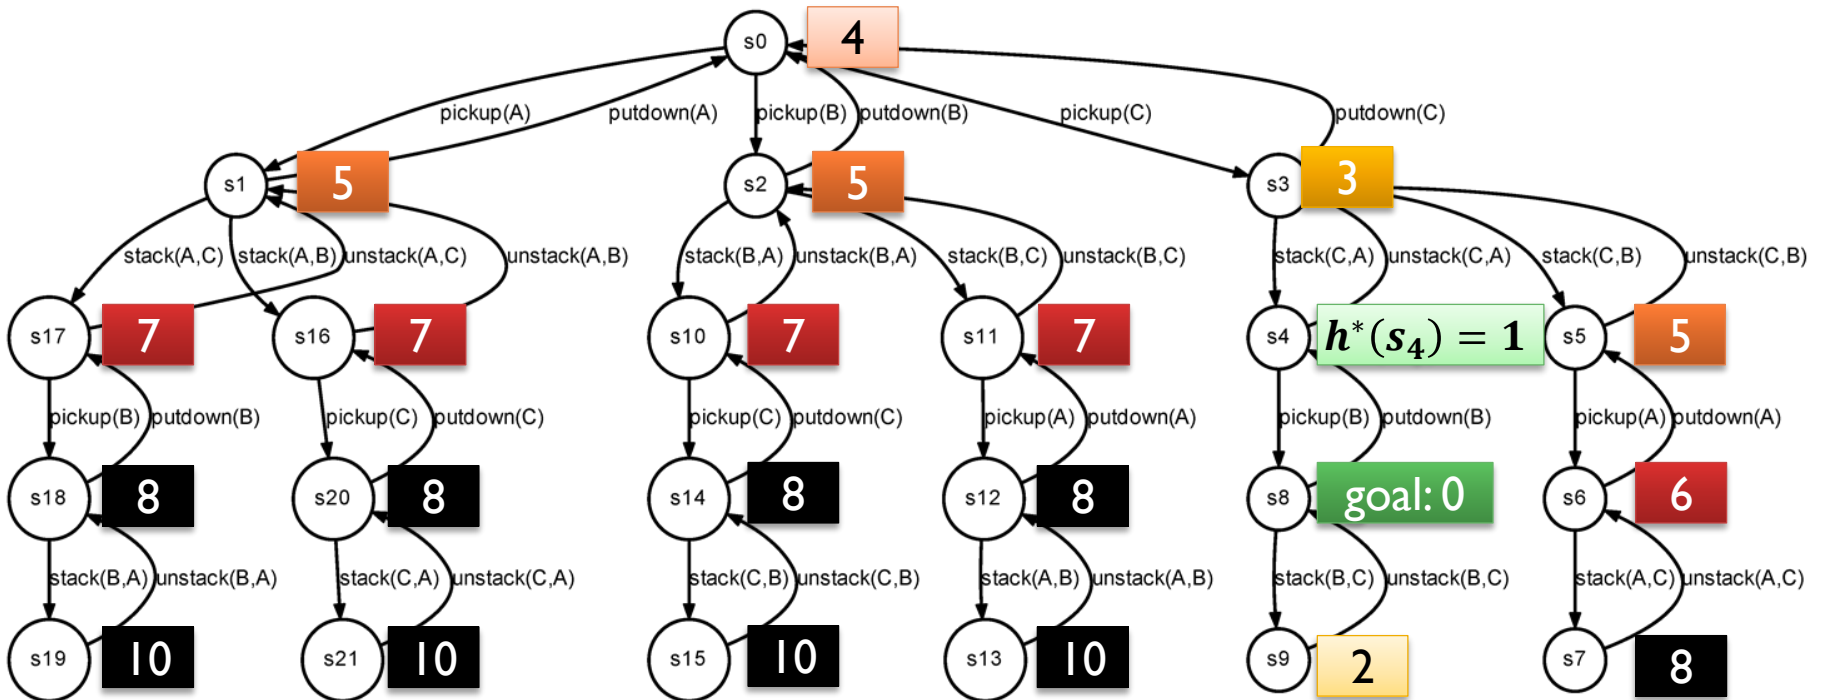 s0 4
pickup(A) putdown(A) pickup(B) putdown(B) pickup(C) putdown(C)
s1 5 s2 5 s3 3
stack(A,C) stack(A,B) unstack(A,C) unstack(A,B) stack(B,A) unstack(B,A) stack(B,C) unstack(B,C) stack(C,A) unstack(C,A) stack(C,B) unstack(C,B)
s17 7 s16 7 s10 7 s11 7 s4 h*(s₄) = 1 s5 5
pickup(B) putdown(B) pickup(C) putdown(C) pickup(C) putdown(C) pickup(A) putdown(A) pickup(B) putdown(B) pickup(A) putdown(A)
s18 8 s20 8 s14 8 s12 8 s8 goal: 0 s6 6
stack(B,A) unstack(B,A) stack(C,A) unstack(C,A) stack(C,B) unstack(C,B) stack(A,B) unstack(A,B) stack(B,C) unstack(B,C) stack(A,C) unstack(A,C)
s19 10 s21 10 s15 10 s13 10 s9 2 s7 8